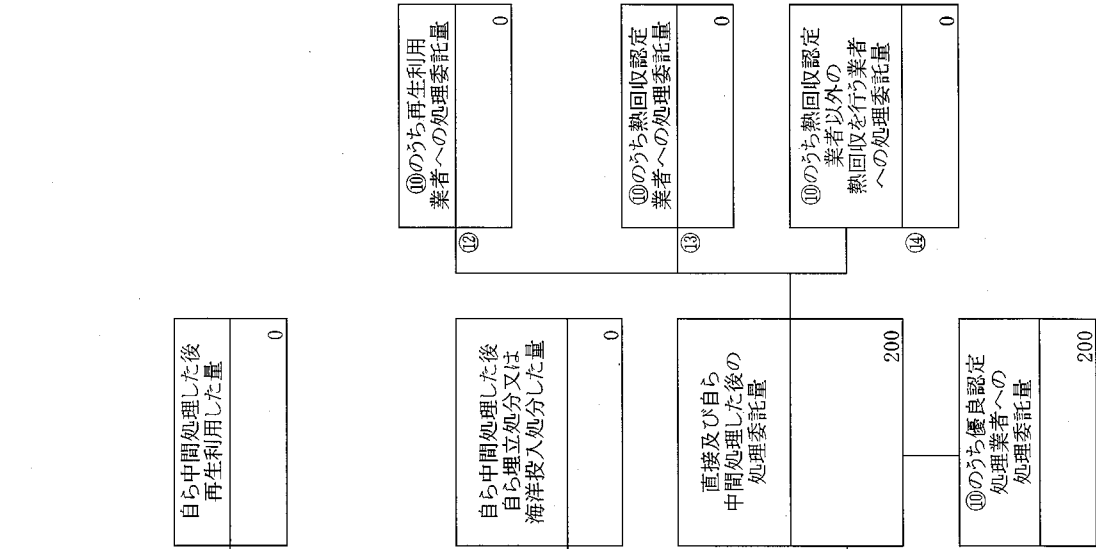 自ら中間処理した後
再生利用した量
0
自ら中間処理した後
自ら埋立処分又は
海洋投入処分した量
0
直接及び自ら
中間処理した後の
処理委託量
200
⑩のうち優良認定
処理業者への
処理委託量
200
⑩のうち再生利用
業者への処理委託量
⑫
0
⑩のうち熱回収認定
業者への処理委託量
⑬
0
⑩のうち熱回収認定
業者以外の
熱回収を行う業者
への処理委託量
⑭
0